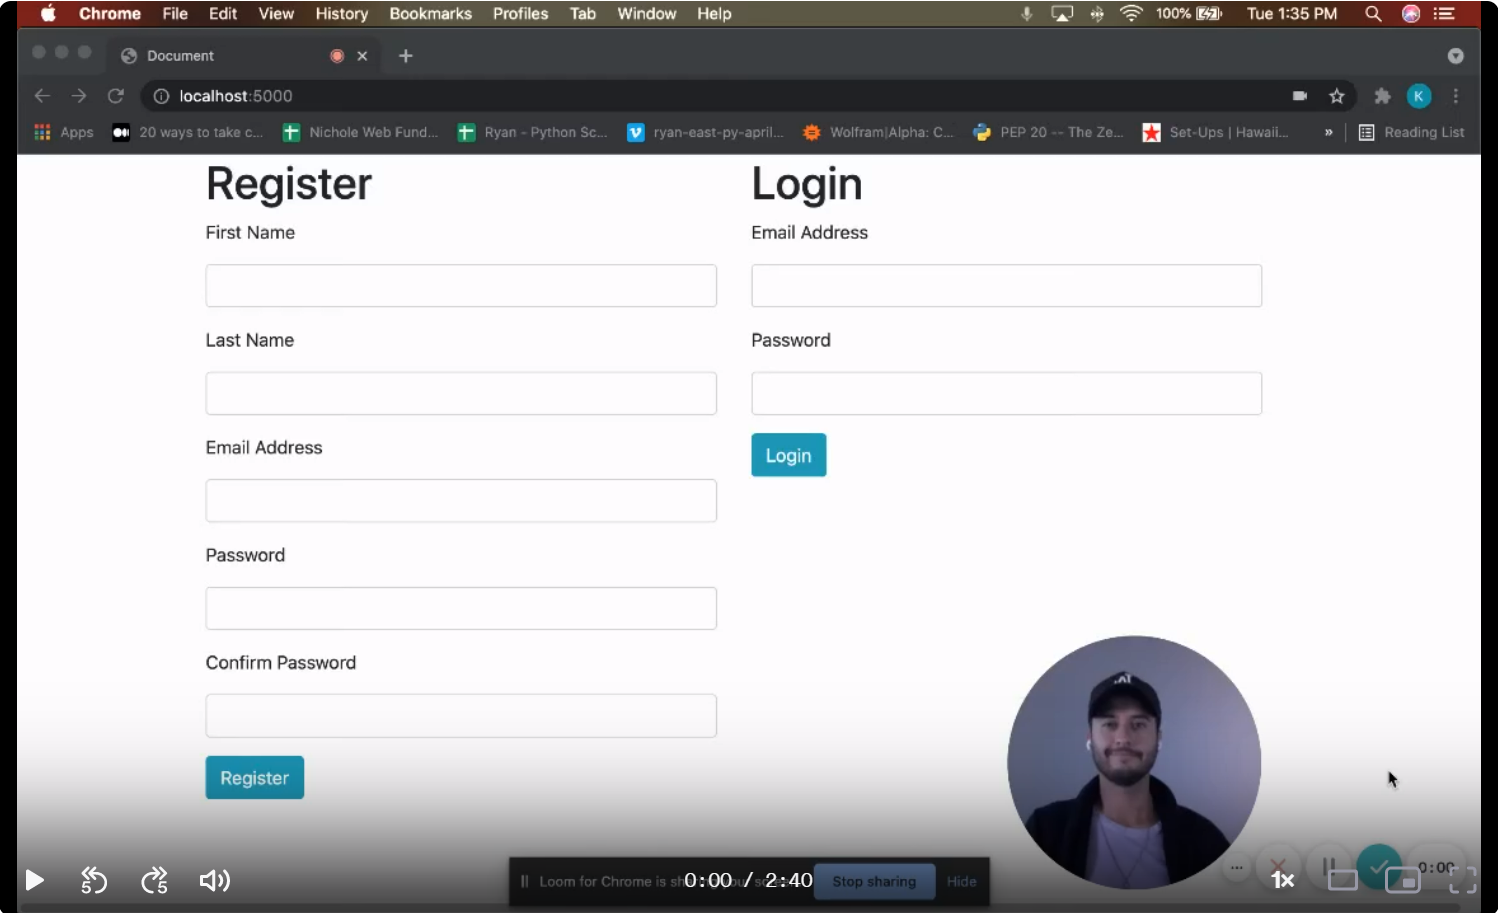 Chrome File Edit View History Bookmarks Profiles Tab Window Help 100% Tue 1:35 PM
Document
localhost:5000 K
Apps 20 ways to take c... Nichole Web Fund... Ryan - Python Sc... ryan-east-py-april... Wolfram|Alpha: C... PEP 20 -- The Ze... Set-Ups | Hawaii... » Reading List
Register
Login
First Name
Email Address
Last Name
Password
Email Address
Login
Password
Confirm Password
Register
5 5 Loom for Chrome is 0:00 / 2:40 Stop sharing Hide 1x 0:00